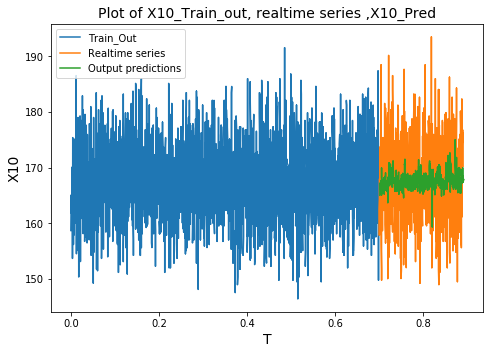 Plot of X10_Train_out, realtime series ,X10_Pred
Train_Out
Realtime series
Output predictions
190
180
170
160
150
X10
0.0 0.2 0.4 0.6 0.8
T